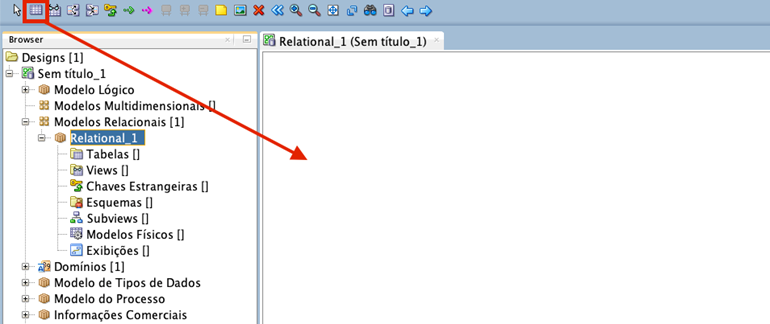 Browser
Relational_1 (Sem título_1)
Designs [1]
Sem título_1
Modelo Lógico
Modelos Multidimensionais []
Modelos Relacionais [1]
Relational_1
Tabelas []
Views []
Chaves Estrangeiras []
Esquemas []
Subviews []
Modelos Físicos []
Exibições []
Domínios [1]
Modelo de Tipos de Dados
Modelo do Processo
Informações Comerciais